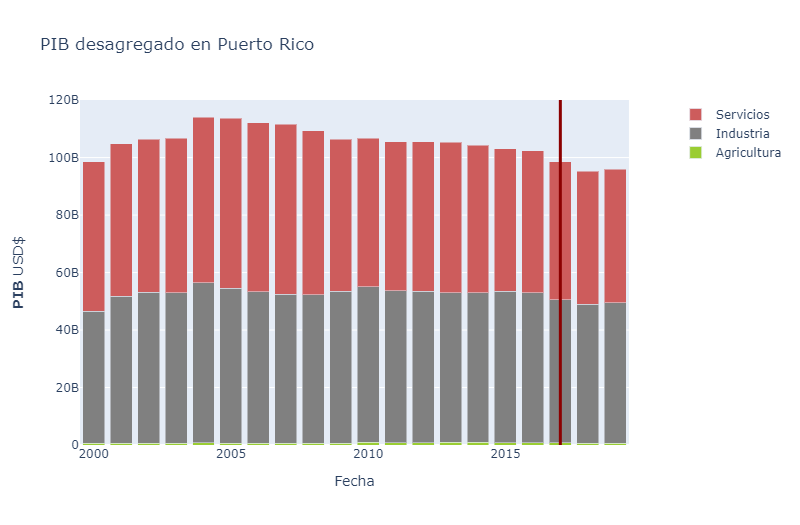 PIB desagregado en Puerto Rico
120B
100B
80B
60B
40B
20B
0
PIB USD$
2000
2005
2010
2015
Fecha
Servicios
Industria
Agricultura